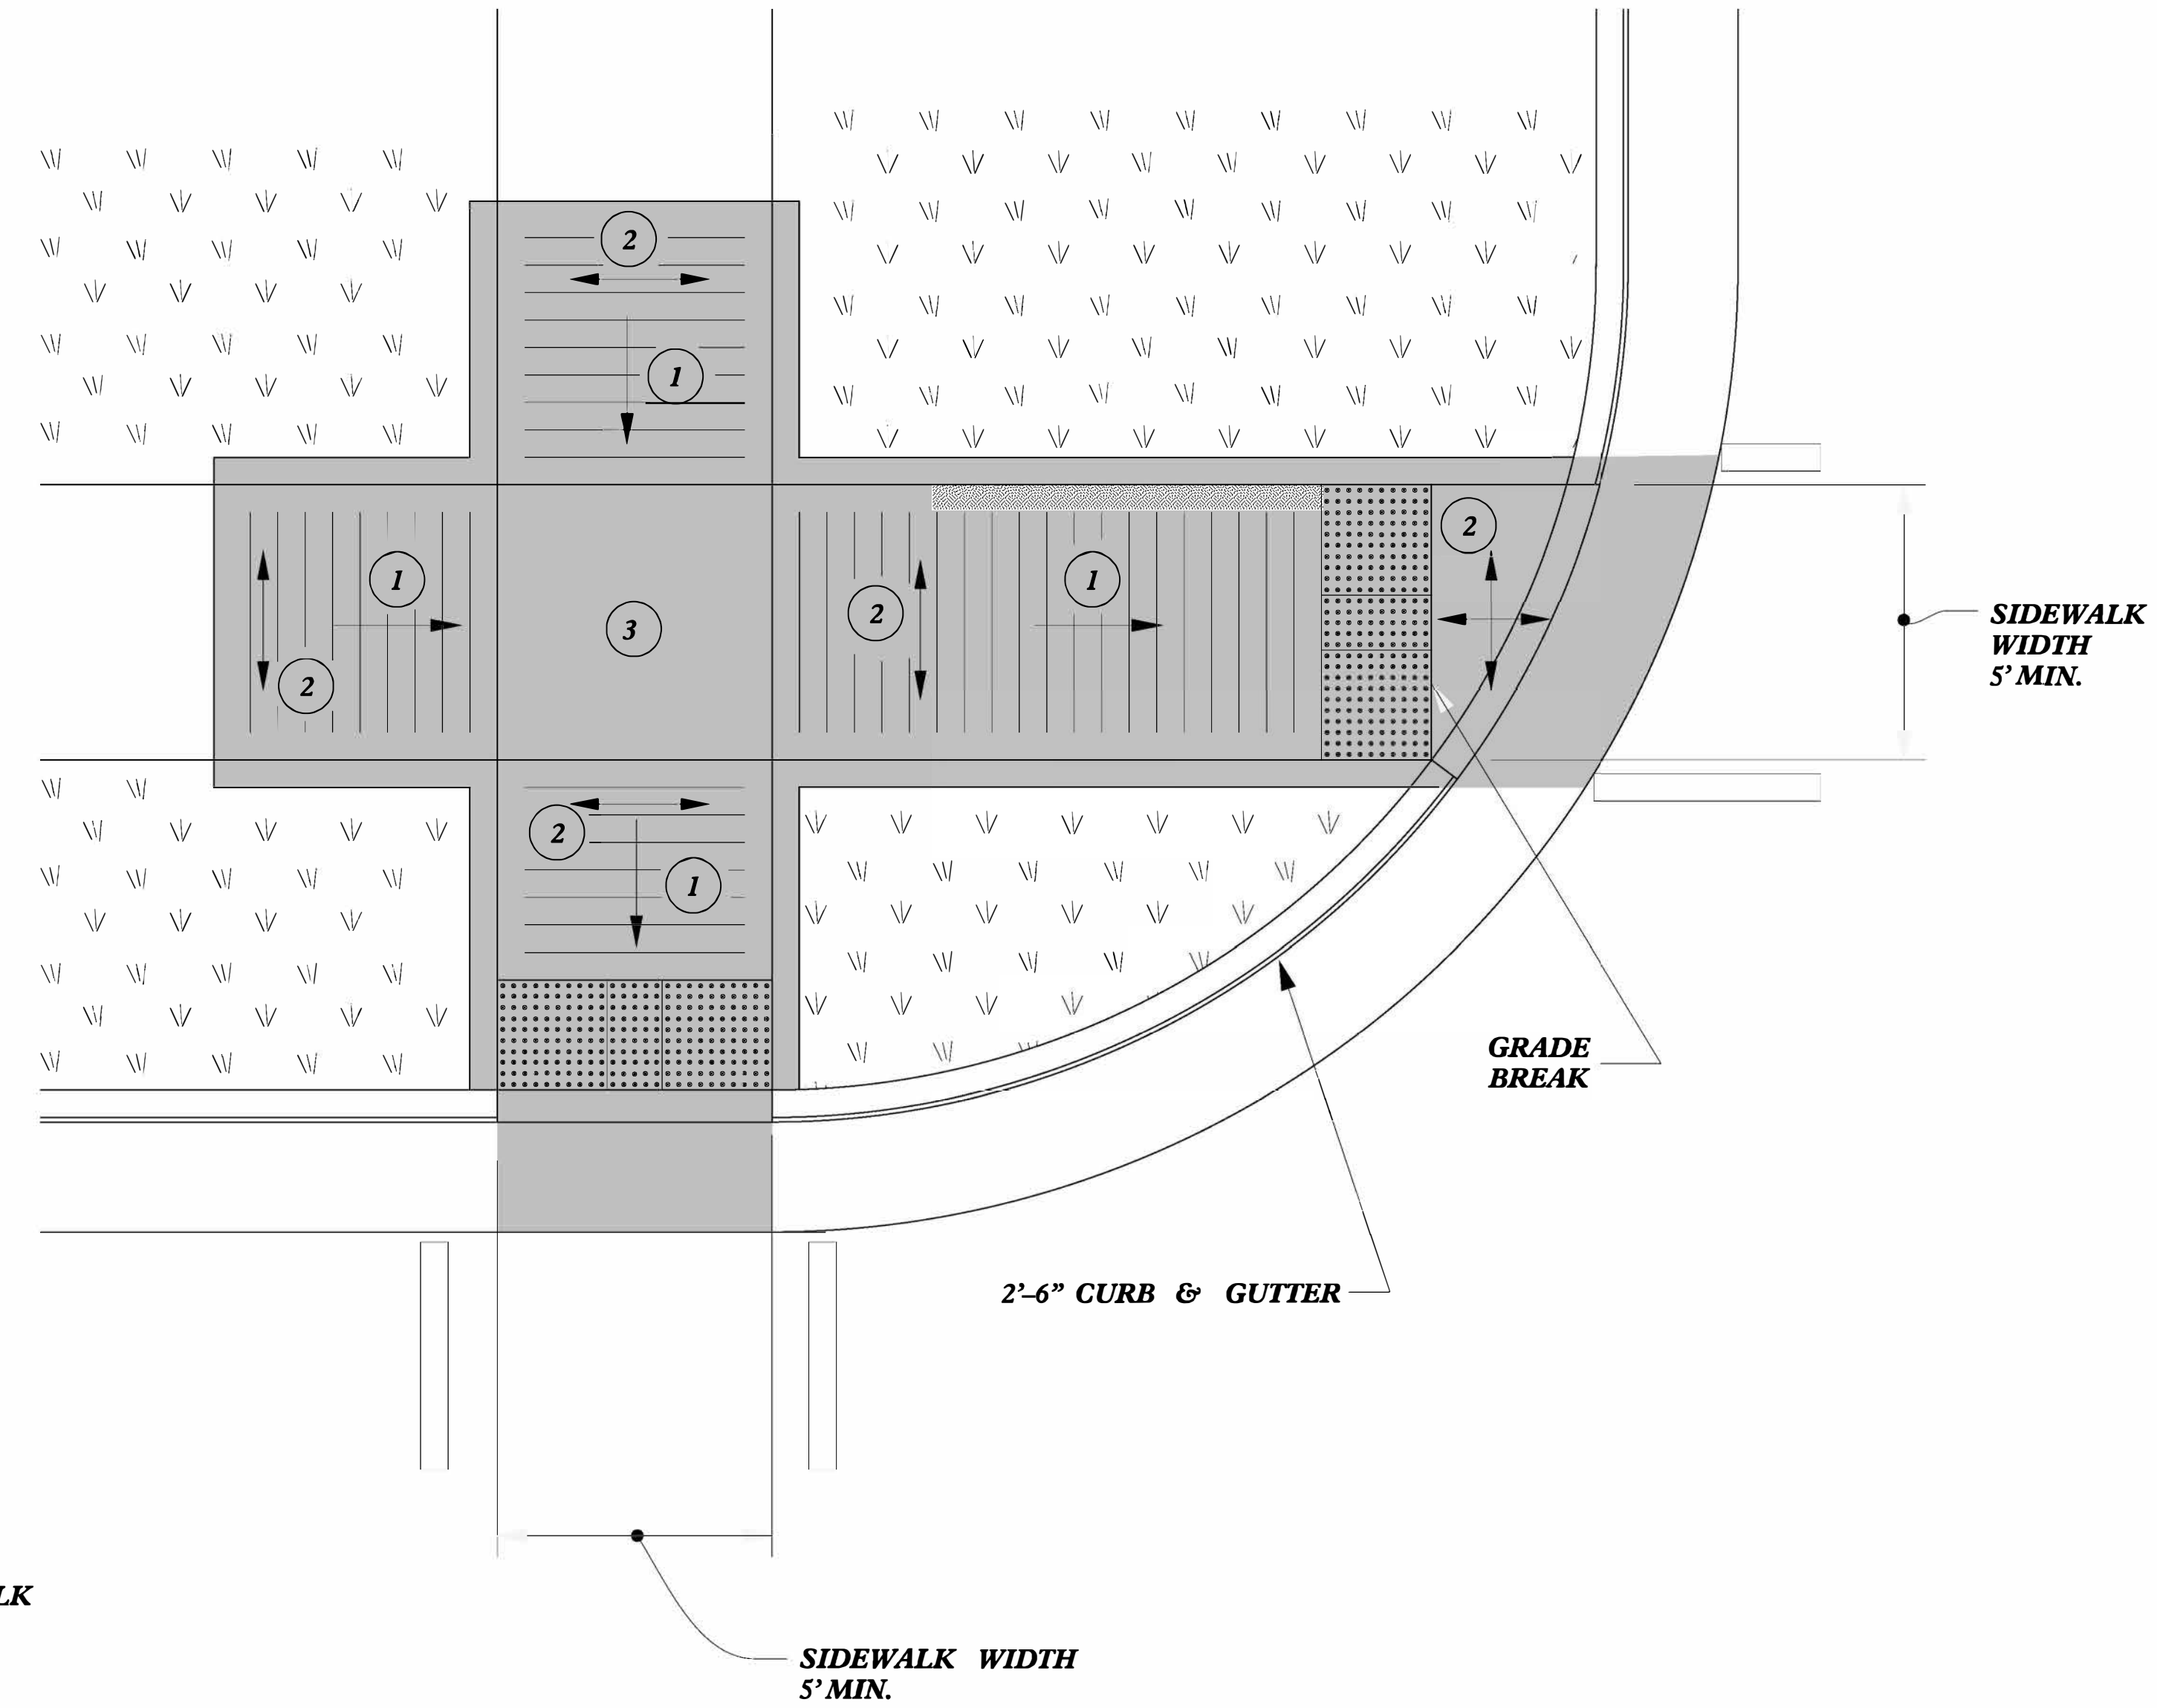 2
1
2
1
1
2
2
3
SIDEWALK
WIDTH
5' MIN.
2
1
GRADE
BREAK
2'–6" CURB & GUTTER
LK
SIDEWALK WIDTH
5' MIN.